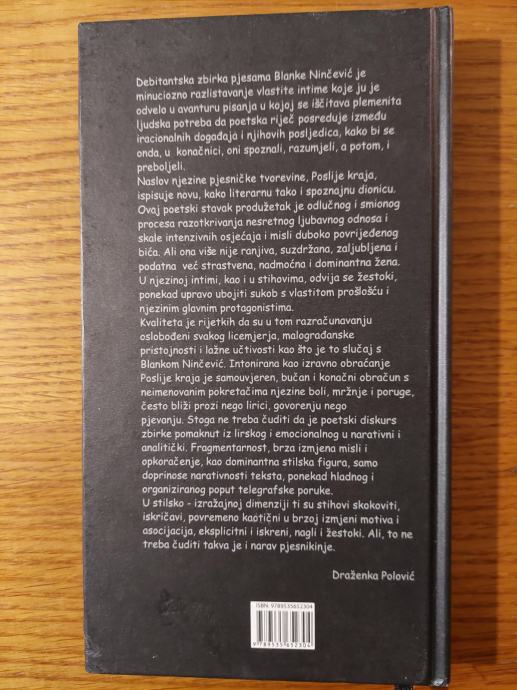 Debitantska zbirka pjesama Blanke Ninčević je
minuciozno razlistavanje vlastite intime koje ju je
odvelo u avanturu pisanja u kojoj se iščitava plemenita
ljudska potreba da poetska riječ posreduje između
iracionalnih događaja i njihovih posljedica, kako bi se
onda, u konačnici, oni spoznali, razumjeli, a potom, i
preboljeli.
Naslov njezine pjesničke tvorevine, Poslije kraja,
ispisuje novu, kako literarnu tako i spoznajnu dionicu.
Ovaj poetski stavak produžetak je odlučnog i smionog
procesa razotkrivanja nesretnog ljubavnog odnosa i
skale intenzivnih osjećaja i misli duboko povrijeđenog
bića. Ali ona više nije ranjiva, suzdržana, zaljubljena i
podatna već strastvena, nadmoćna i dominantna žena.
U njezinoj intimi, kao i u stihovima, odvija se žestoki,
ponekad upravo ubojiti sukob s vlastitom prošlošću i
njezinim glavnim protagonistima.
Kvaliteta je rijetkih da su u tom razračunavanju
oslobođeni svakog licemjerja, malograđanske
pristojnosti i lažne učtivosti kao što je to slučaj s
Blankom Ninčević. Intonirana kao izravno obraćanje
Poslije kraja je samouvjeren, bučan i konačni obračun s
neimenovanim pokretačima njezine boli, mržnje i poruge,
često bliži prozi nego lirici, govorenju nego
pjevanju. Stoga ne treba čuditi da je poetski diskurs
zbirke pomaknut iz lirskog i emocionalnog u narativni i
analitički. Fragmentarnost, brza izmjena misli i
opkoračenje, kao dominantna stilska figura, samo
doprinose narativnosti teksta, ponekad hladnog i
organiziranog poput telegrafske poruke.
U stilsko - izražajnoj dimenziji ti su stihovi skokoviti,
iskričavi, povremeno kaotični u brzoj izmjeni motiva i
asocijacija, eksplicitni i iskreni, nagli i žestoki. Ali, to ne
treba čuditi takva je i narav pjesnikinje.
Draženka Polović
ISBN 9789535652304
9 789535 652304